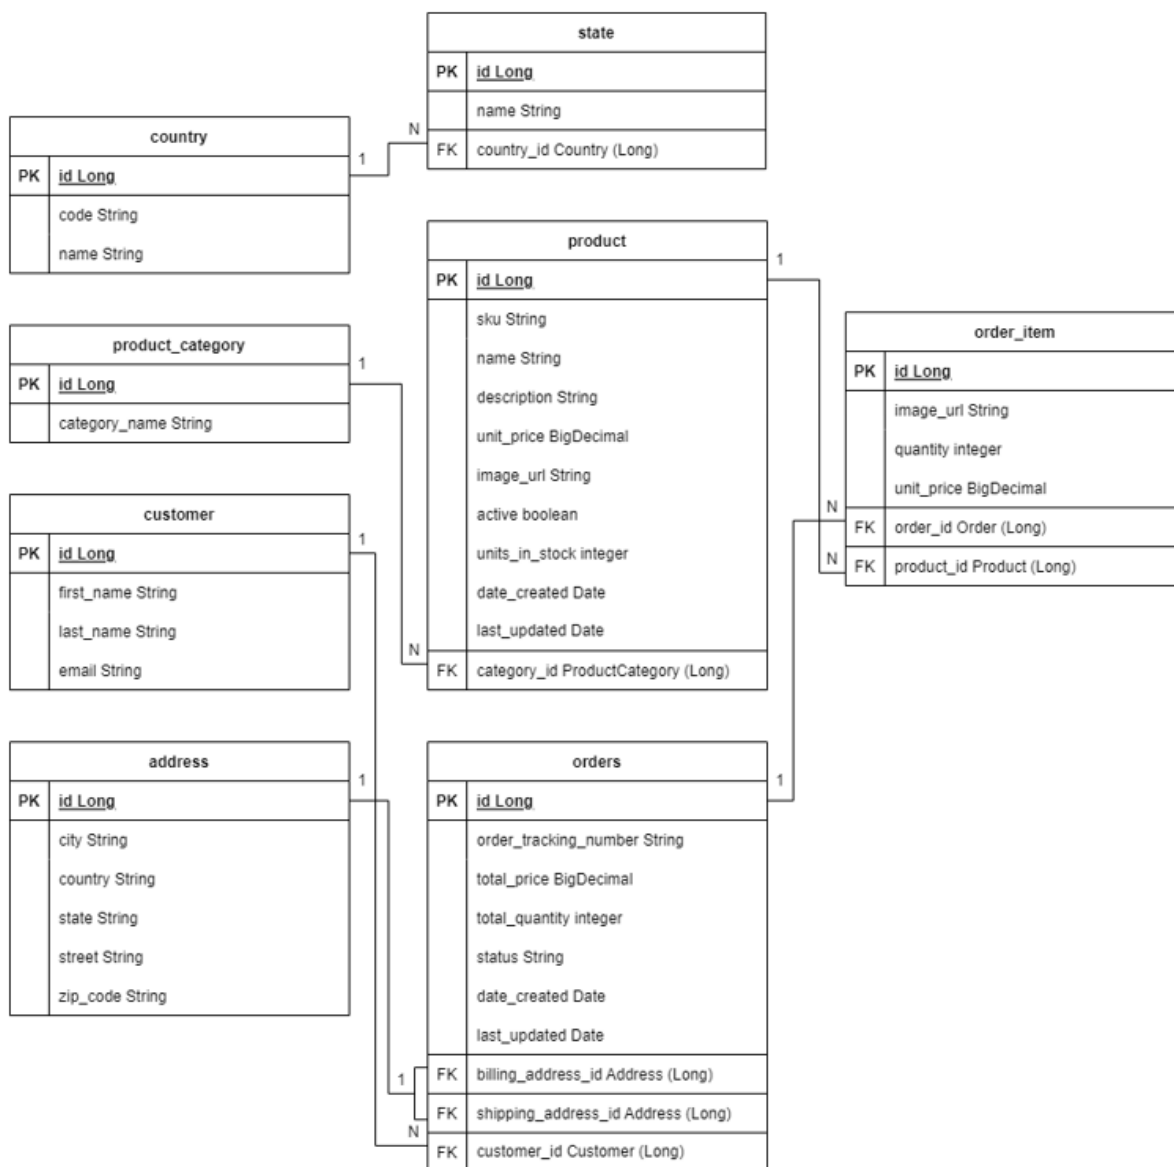 state
PK id Long
name String
FK country_id Country (Long)
country
PK id Long
code String
name String
1
N
product
PK id Long
sku String
name String
description String
unit_price BigDecimal
image_url String
active boolean
units_in_stock integer
date_created Date
last_updated Date
FK category_id ProductCategory (Long)
1
product_category
PK id Long
category_name String
1
N
order_item
PK id Long
image_url String
quantity integer
unit_price BigDecimal
FK order_id Order (Long)
FK product_id Product (Long)
N
N
customer
PK id Long
first_name String
last_name String
email String
1
address
PK id Long
city String
country String
state String
street String
zip_code String
1
orders
PK id Long
order_tracking_number String
total_price BigDecimal
total_quantity integer
status String
date_created Date
last_updated Date
FK billing_address_id Address (Long)
FK shipping_address_id Address (Long)
FK customer_id Customer (Long)
1
1
N